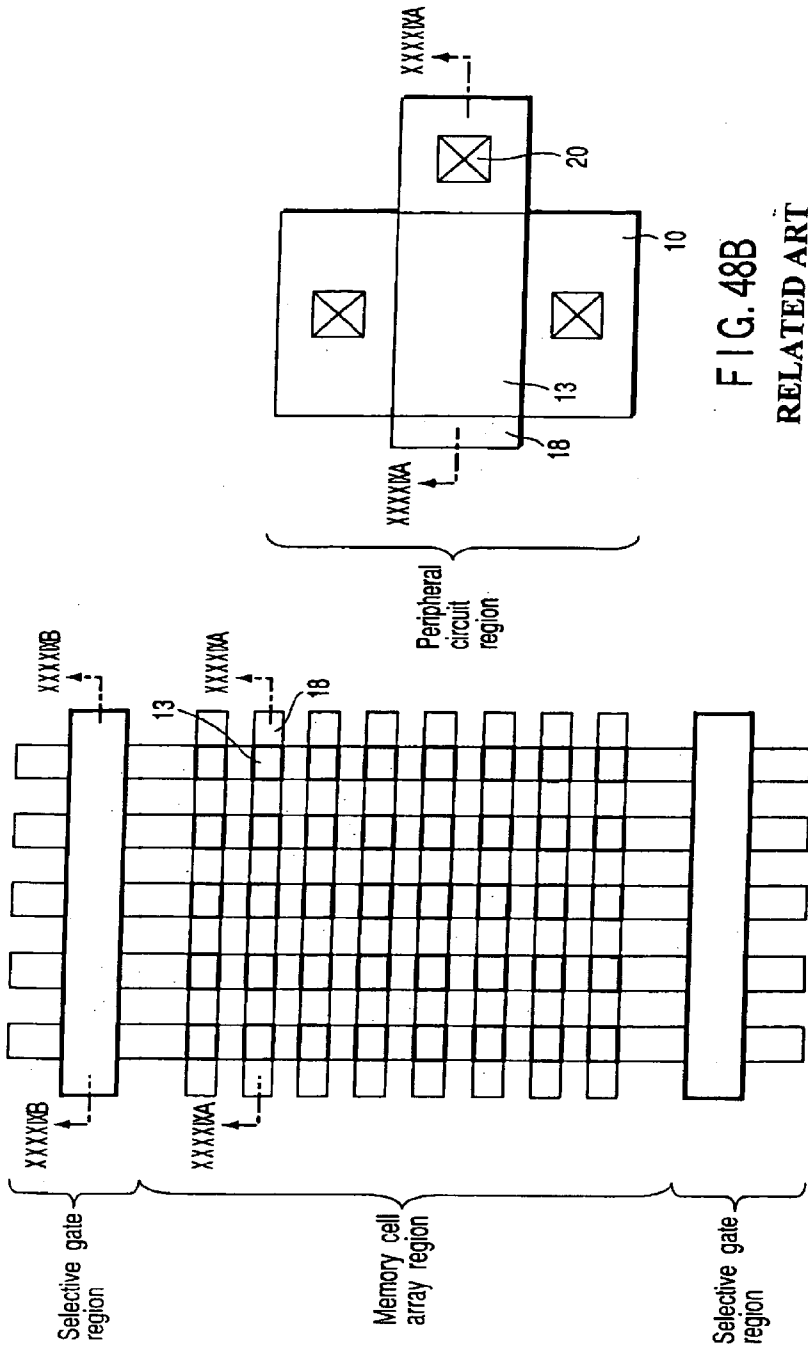 Selective gate
region
Memory cell
array region
Selective gate
region
XXXXIXB
XXXXIXB
XXXXIXA
XXXXIXA
13
18
Peripheral
circuit
region
XXXXIXA
XXXXIXA
18
13
20
10
FIG. 48B
RELATED ART